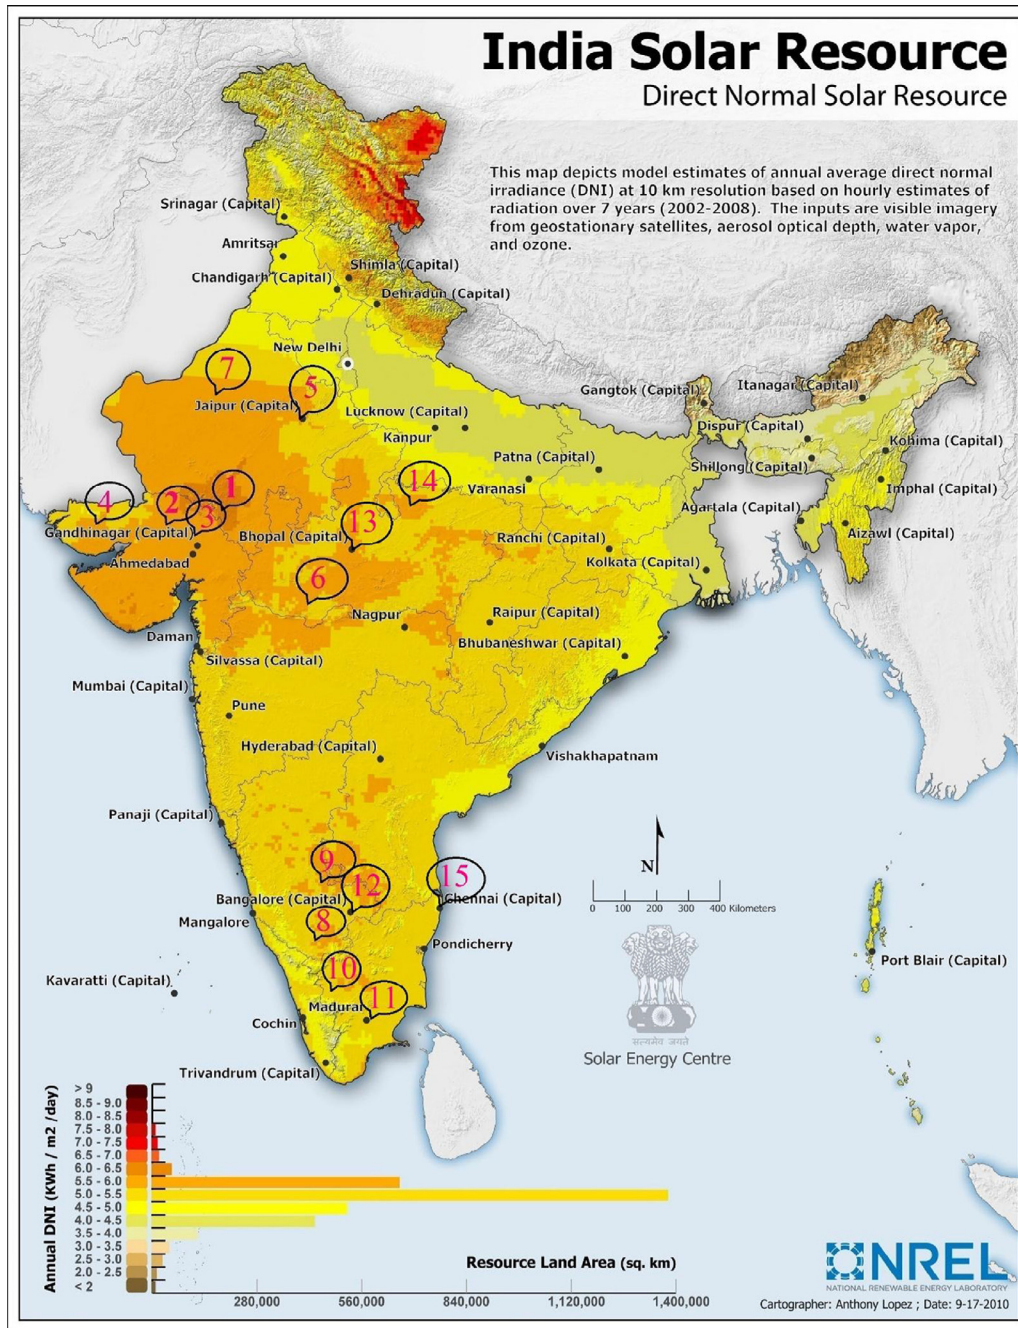 India Solar Resource
Direct Normal Solar Resource
This map depicts model estimates of annual average direct normal
irradiance (DNI) at 10 km resolution based on hourly estimates of
radiation over 7 years (2002-2008). The inputs are visible imagery
from geostationary satellites, aerosol optical depth, water vapor,
and ozone.
Srinagar (Capital)
Amritsar
Shimla (Capital)
Chandigarh (Capital)
Dehradun (Capital)
New Delhi
7
5
Jaipur (Capital)
Lucknow (Capital)
Kanpur
Gangtok (Capital)
Itanagar (Capital)
Dispur (Capital)
Kohima (Capital)
Patna (Capital)
Shillong (Capital)
Varanasi
Imphal (Capital)
14
1
2
4
3
13
Agartala (Capital)
Gandhinagar (Capital)
Bhopal (Capital)
Ranchi (Capital)
Aizawl (Capital)
Ahmedabad
Kolkata (Capital)
6
Nagpur
Raipur (Capital)
Daman
Bhubaneshwar (Capital)
Silvassa (Capital)
Mumbai (Capital)
Pune
Hyderabad (Capital)
Vishakhapatnam
Panaji (Capital)
9
12
15
N
Bangalore (Capital)
Chennai (Capital)
0 100 200 300 400 Kilometers
8
Mangalore
Pondicherry
Port Blair (Capital)
10
Kavaratti (Capital)
11
Madurai
Cochin
सत्यमेव जयते
Solar Energy Centre
Trivandrum (Capital)
Annual DNI (KWh / m2 /day)
> 9
8.5 - 9.0
8.0 - 8.5
7.5 - 8.0
7.0 - 7.5
6.5 - 7.0
6.0 - 6.5
5.5 - 6.0
5.0 - 5.5
4.5 - 5.0
4.0 - 4.5
3.5 - 4.0
3.0 - 3.5
2.5 - 3.0
2.0 - 2.5
< 2
Resource Land Area (sq. km)
280,000 560,000 840,000 1,120,000 1,400,000
NREL
NATIONAL RENEWABLE ENERGY LABORATORY
Cartographer: Anthony Lopez ; Date: 9-17-2010